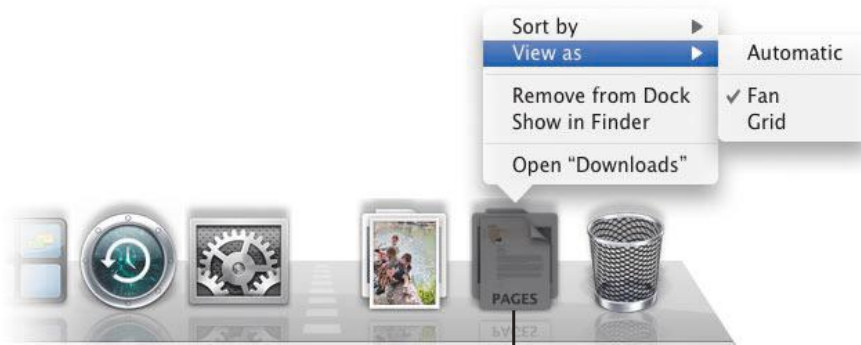 Sort by
View as
Remove from Dock
Show in Finder
Open “Downloads”
Automatic
✓ Fan
Grid
PAGES